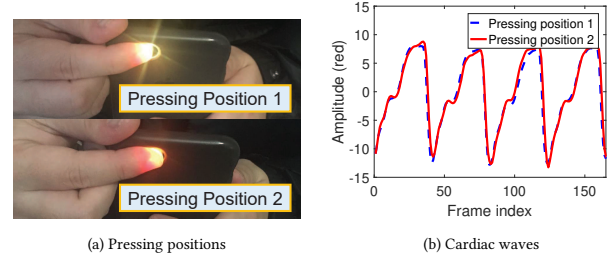 Pressing Position 1
Pressing Position 2
(a) Pressing positions
15
10
5
0
-5
-10
-15
Amplitude (red)
Pressing position 1
Pressing position 2
0 50 100 150
Frame index
(b) Cardiac waves